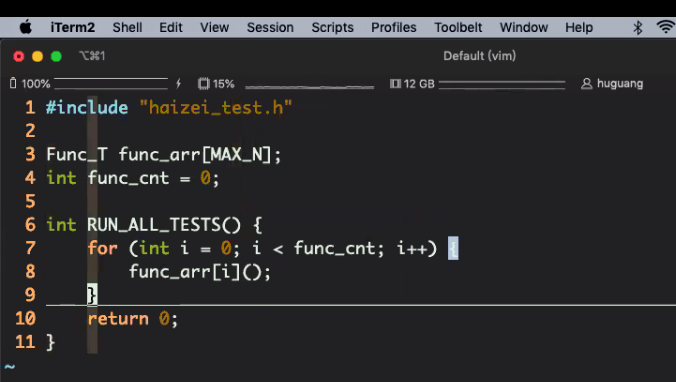 iTerm2 Shell Edit View Session Scripts Profiles Toolbelt Window Help
⌥⌘1 Default (vim)
100% 15% 12 GB huguang
1 #include "haizei_test.h"
2
3 Func_T func_arr[MAX_N];
4 int func_cnt = 0;
5
6 int RUN_ALL_TESTS() {
7 for (int i = 0; i < func_cnt; i++) {
8 func_arr[i]();
9 }
10 return 0;
11 }
~